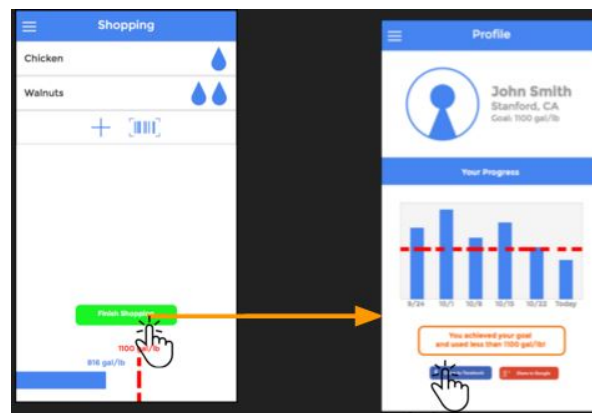 Shopping
Chicken
Walnuts
Finish Shopping
1100 gal/lb
816 gal/lb
Profile
John Smith
Stanford, CA
Goal: 1100 gal/lb
Your Progress
9/24 10/1 10/8 10/15 10/22 Today
You achieved your goal
and used less than 1100 gal/lb!
Facebook
Share to Google